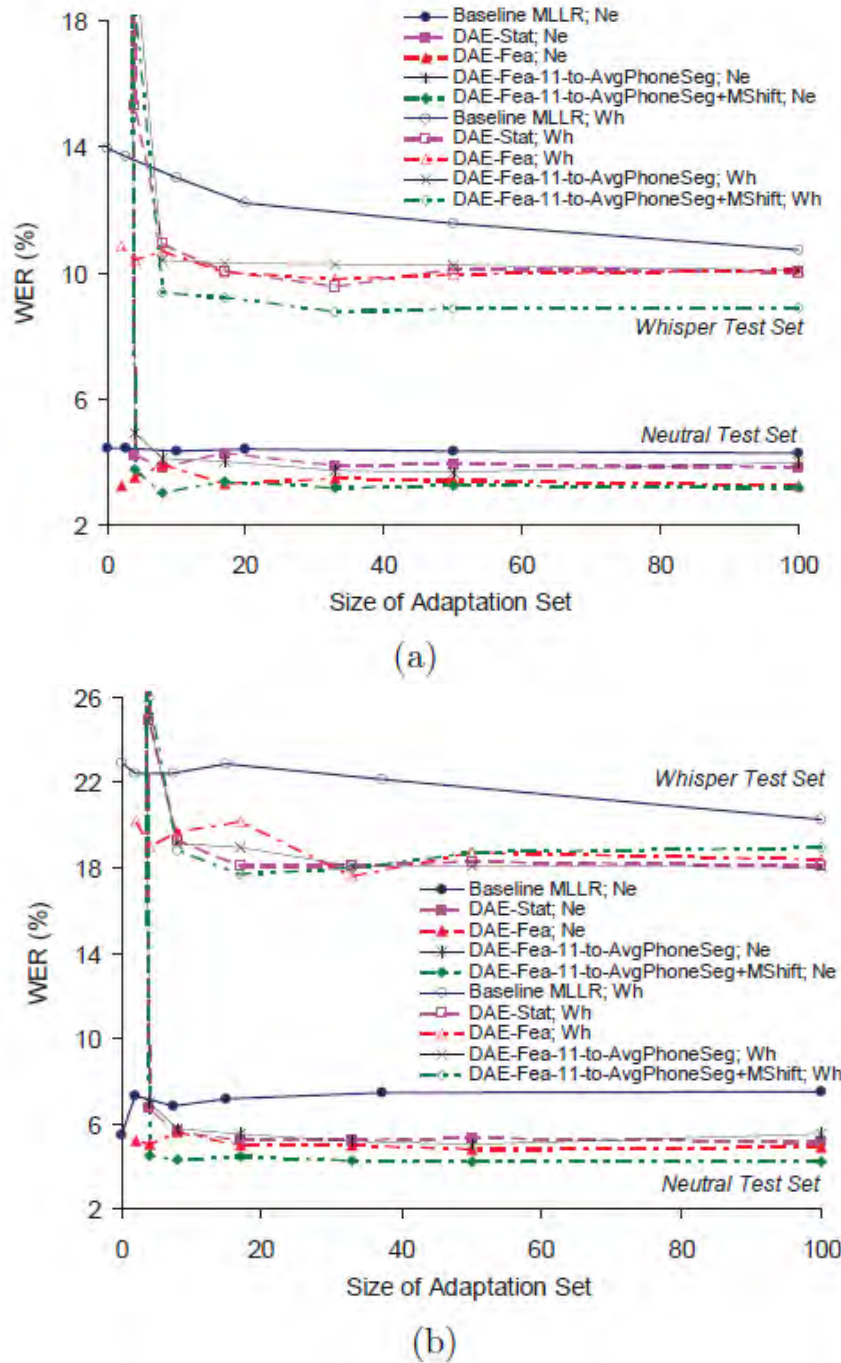 18
14
10
6
2
WER (%)
Baseline MLLR; Ne
DAE-Stat; Ne
DAE-Fea; Ne
DAE-Fea-11-to-AvgPhoneSeg; Ne
DAE-Fea-11-to-AvgPhoneSeg+MShift; Ne
Baseline MLLR; Wh
DAE-Stat; Wh
DAE-Fea; Wh
DAE-Fea-11-to-AvgPhoneSeg; Wh
DAE-Fea-11-to-AvgPhoneSeg+MShift; Wh
Whisper Test Set
Neutral Test Set
0 20 40 60 80 100
Size of Adaptation Set
(a)
26
22
18
14
10
6
2
WER (%)
Whisper Test Set
Baseline MLLR; Ne
DAE-Stat; Ne
DAE-Fea; Ne
DAE-Fea-11-to-AvgPhoneSeg; Ne
DAE-Fea-11-to-AvgPhoneSeg+MShift; Ne
Baseline MLLR; Wh
DAE-Stat; Wh
DAE-Fea; Wh
DAE-Fea-11-to-AvgPhoneSeg; Wh
DAE-Fea-11-to-AvgPhoneSeg+MShift; Wh
Neutral Test Set
0 20 40 60 80 100
Size of Adaptation Set
(b)